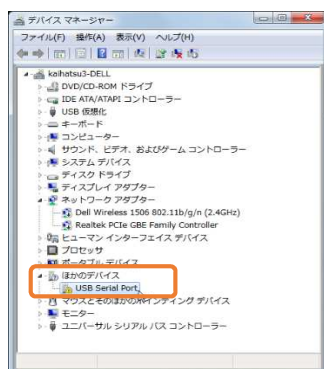 デバイス マネージャー
ファイル(F) 操作(A) 表示(V) ヘルプ(H)
kaihatsu3-DELL
DVD/CD-ROM ドライブ
IDE ATA/ATAPI コントローラー
USB 仮想化
キーボード
コンピューター
サウンド、ビデオ、およびゲーム コントローラー
システム デバイス
ディスク ドライブ
ディスプレイ アダプター
ネットワーク アダプター
Dell Wireless 1506 802.11b/g/n (2.4GHz)
Realtek PCIe GBE Family Controller
ヒューマン インターフェイス デバイス
プロセッサ
ポータブル デバイス
ほかのデバイス
USB Serial Port
マウスとそのほかのポインティング デバイス
モニター
ユニバーサル シリアル バス コントローラー